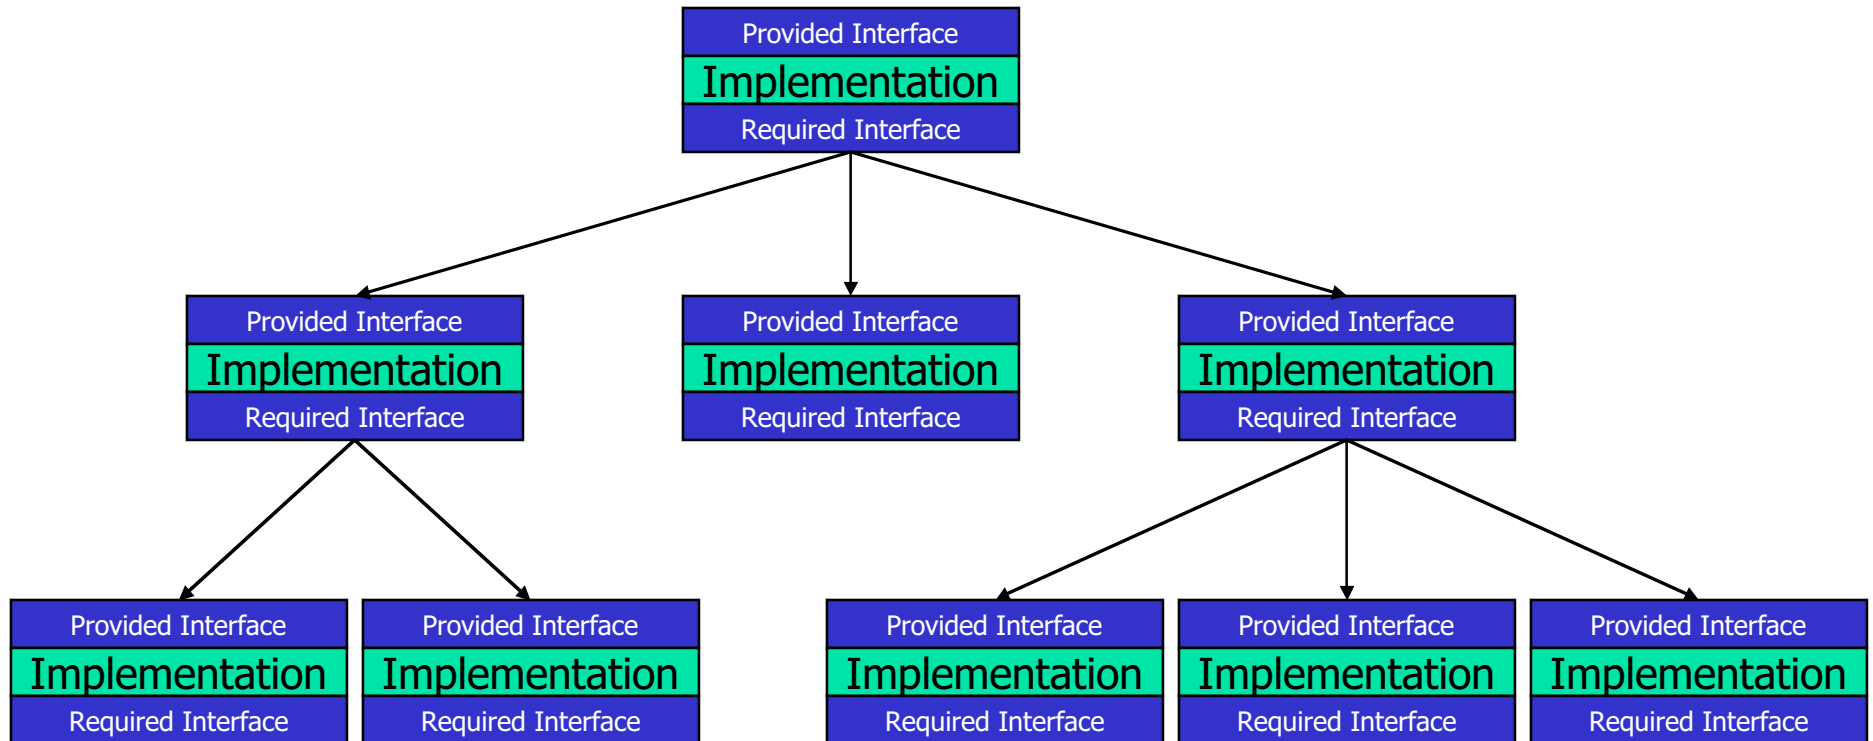 Provided Interface
Implementation
Required Interface
Provided Interface
Implementation
Required Interface
Provided Interface
Implementation
Required Interface
Provided Interface
Implementation
Required Interface
Provided Interface
Implementation
Required Interface
Provided Interface
Implementation
Required Interface
Provided Interface
Implementation
Required Interface
Provided Interface
Implementation
Required Interface
Provided Interface
Implementation
Required Interface